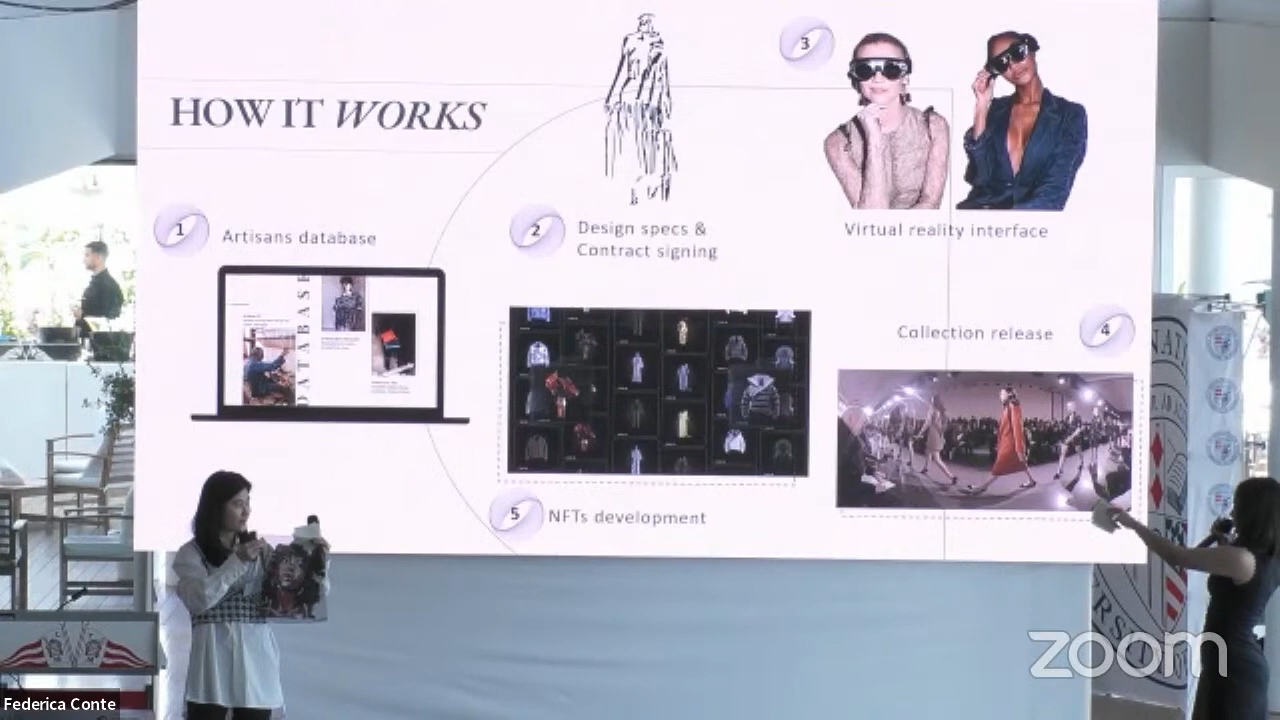 HOW IT WORKS
1
Artisans database
DATABASE
2
Design specs &
Contract signing
3
Virtual reality interface
4
Collection release
5
NFTs development
zoom
Federica Conte